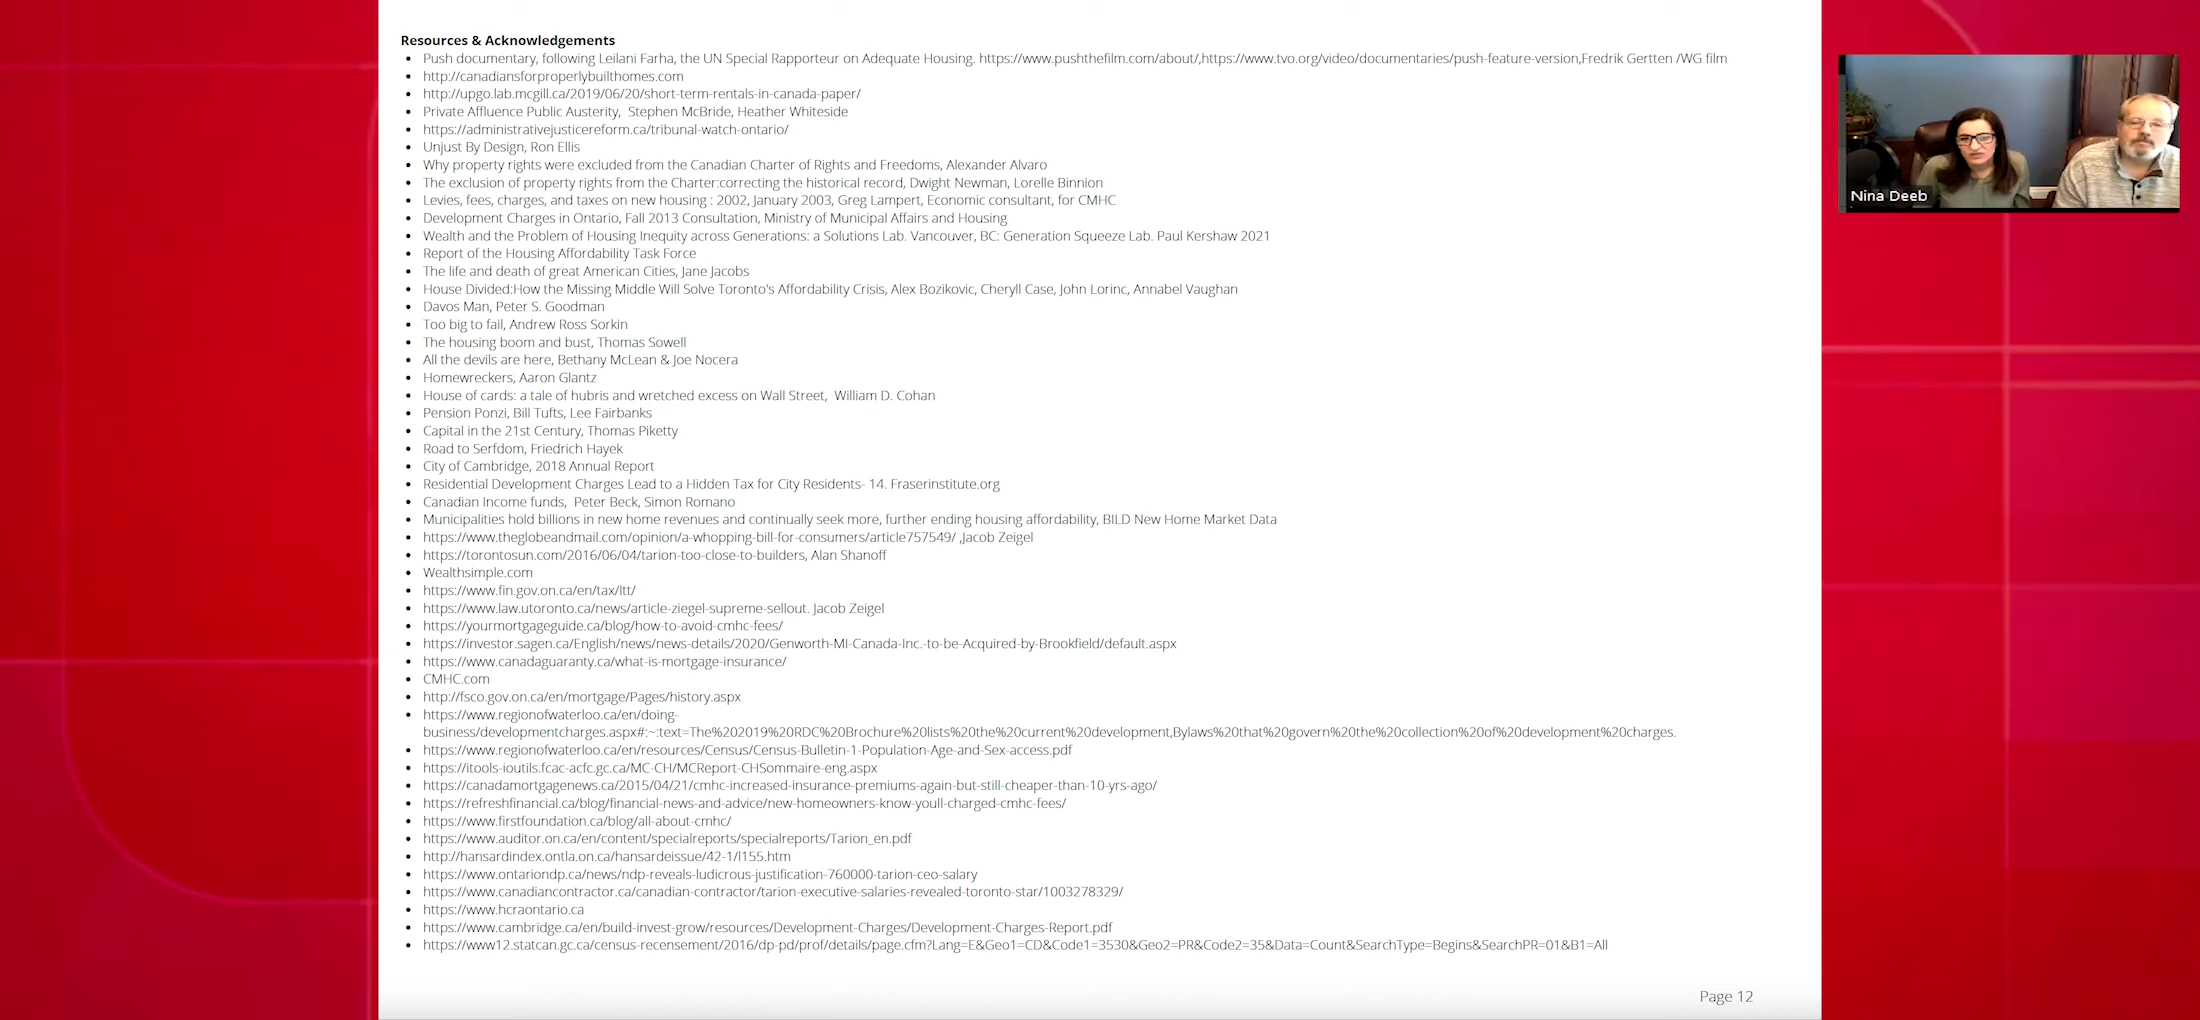 Resources & Acknowledgements
• Push documentary, following Leilani Farha, the UN Special Rapporteur on Adequate Housing. https://www.pushthefilm.com/about/,https://www.tvo.org/video/documentaries/push-feature-version,Fredrik Gertten /WG film
• http://canadiansforproperlybuilthomes.com
• http://upgo.lab.mcgill.ca/2019/06/20/short-term-rentals-in-canada-paper/
• Private Affluence Public Austerity, Stephen McBride, Heather Whiteside
• https://administrativejusticereform.ca/tribunal-watch-ontario/
• Unjust By Design, Ron Ellis
• Why property rights were excluded from the Canadian Charter of Rights and Freedoms, Alexander Alvaro
• The exclusion of property rights from the Charter:correcting the historical record, Dwight Newman, Lorelle Binnion
• Levies, fees, charges, and taxes on new housing : 2002, January 2003, Greg Lampert, Economic consultant, for CMHC
• Development Charges in Ontario, Fall 2013 Consultation, Ministry of Municipal Affairs and Housing
• Wealth and the Problem of Housing Inequity across Generations: a Solutions Lab. Vancouver, BC: Generation Squeeze Lab. Paul Kershaw 2021
• Report of the Housing Affordability Task Force
• The life and death of great American Cities, Jane Jacobs
• House Divided:How the Missing Middle Will Solve Toronto's Affordability Crisis, Alex Bozikovic, Cheryll Case, John Lorinc, Annabel Vaughan
• Davos Man, Peter S. Goodman
• Too big to fail, Andrew Ross Sorkin
• The housing boom and bust, Thomas Sowell
• All the devils are here, Bethany McLean & Joe Nocera
• Homewreckers, Aaron Glantz
• House of cards: a tale of hubris and wretched excess on Wall Street, William D. Cohan
• Pension Ponzi, Bill Tufts, Lee Fairbanks
• Capital in the 21st Century, Thomas Piketty
• Road to Serfdom, Friedrich Hayek
• City of Cambridge, 2018 Annual Report
• Residential Development Charges Lead to a Hidden Tax for City Residents- 14. Fraserinstitute.org
• Canadian Income funds, Peter Beck, Simon Romano
• Municipalities hold billions in new home revenues and continually seek more, further ending housing affordability, BILD New Home Market Data
• https://www.theglobeandmail.com/opinion/a-whopping-bill-for-consumers/article757549/ ,Jacob Zeigel
• https://torontosun.com/2016/06/04/tarion-too-close-to-builders, Alan Shanoff
• Wealthsimple.com
• https://www.fin.gov.on.ca/en/tax/ltt/
• https://www.law.utoronto.ca/news/article-ziegel-supreme-sellout. Jacob Zeigel
• https://yourmortgageguide.ca/blog/how-to-avoid-cmhc-fees/
• https://investor.sagen.ca/English/news/news-details/2020/Genworth-MI-Canada-Inc.-to-be-Acquired-by-Brookfield/default.aspx
• https://www.canadaguaranty.ca/what-is-mortgage-insurance/
• CMHC.com
• http://fsco.gov.on.ca/en/mortgage/Pages/history.aspx
• https://www.regionofwaterloo.ca/en/doing-
business/developmentcharges.aspx#:~:text=The%202019%20RDC%20Brochure%20lists%20the%20current%20development,Bylaws%20that%20govern%20the%20collection%20of%20development%20charges.
• https://www.regionofwaterloo.ca/en/resources/Census/Census-Bulletin-1-Population-Age-and-Sex-access.pdf
• https://itools-ioutils.fcac-acfc.gc.ca/MC-CH/MCReport-CHSommaire-eng.aspx
• https://canadamortgagenews.ca/2015/04/21/cmhc-increased-insurance-premiums-again-but-still-cheaper-than-10-yrs-ago/
• https://refreshfinancial.ca/blog/financial-news-and-advice/new-homeowners-know-youll-charged-cmhc-fees/
• https://www.firstfoundation.ca/blog/all-about-cmhc/
• https://www.auditor.on.ca/en/content/specialreports/specialreports/Tarion_en.pdf
• http://hansardindex.ontla.on.ca/hansardeissue/42-1/l155.htm
• https://www.ontariondp.ca/news/ndp-reveals-ludicrous-justification-760000-tarion-ceo-salary
• https://www.canadiancontractor.ca/canadian-contractor/tarion-executive-salaries-revealed-toronto-star/1003278329/
• https://www.hcraontario.ca
• https://www.cambridge.ca/en/build-invest-grow/resources/Development-Charges/Development-Charges-Report.pdf
• https://www12.statcan.gc.ca/census-recensement/2016/dp-pd/prof/details/page.cfm?Lang=E&Geo1=CD&Code1=3530&Geo2=PR&Code2=35&Data=Count&SearchType=Begins&SearchPR=01&B1=All
Page 12
Nina Deeb